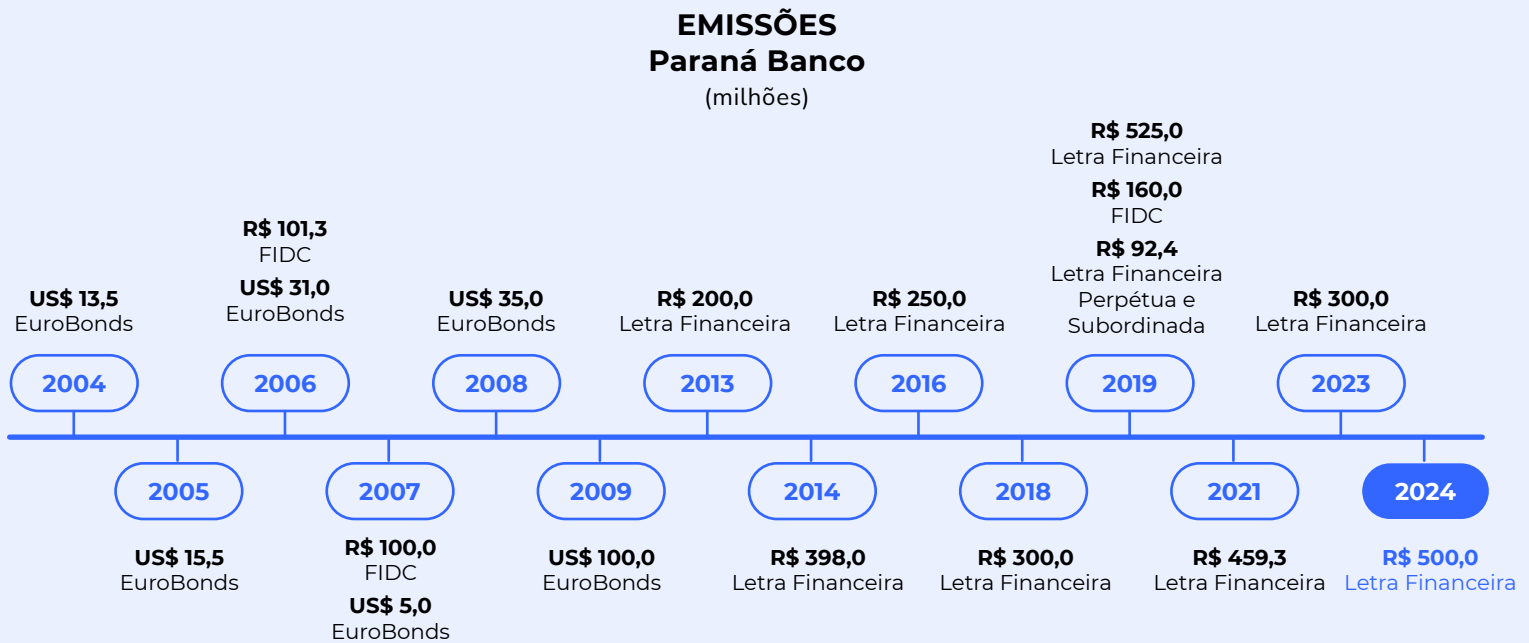 EMISSÕES
Paraná Banco
(milhões)
US$ 13,5
EuroBonds
2004
US$ 15,5
EuroBonds
2005
R$ 101,3
FIDC
US$ 31,0
EuroBonds
2006
2007
R$ 100,0
FIDC
US$ 5,0
EuroBonds
US$ 35,0
EuroBonds
2008
2009
US$ 100,0
EuroBonds
R$ 200,0
Letra Financeira
2013
2014
R$ 398,0
Letra Financeira
R$ 250,0
Letra Financeira
2016
2018
R$ 300,0
Letra Financeira
R$ 525,0
Letra Financeira
R$ 160,0
FIDC
R$ 92,4
Letra Financeira
Perpétua e
Subordinada
2019
2021
R$ 459,3
Letra Financeira
R$ 300,0
Letra Financeira
2023
2024
R$ 500,0
Letra Financeira